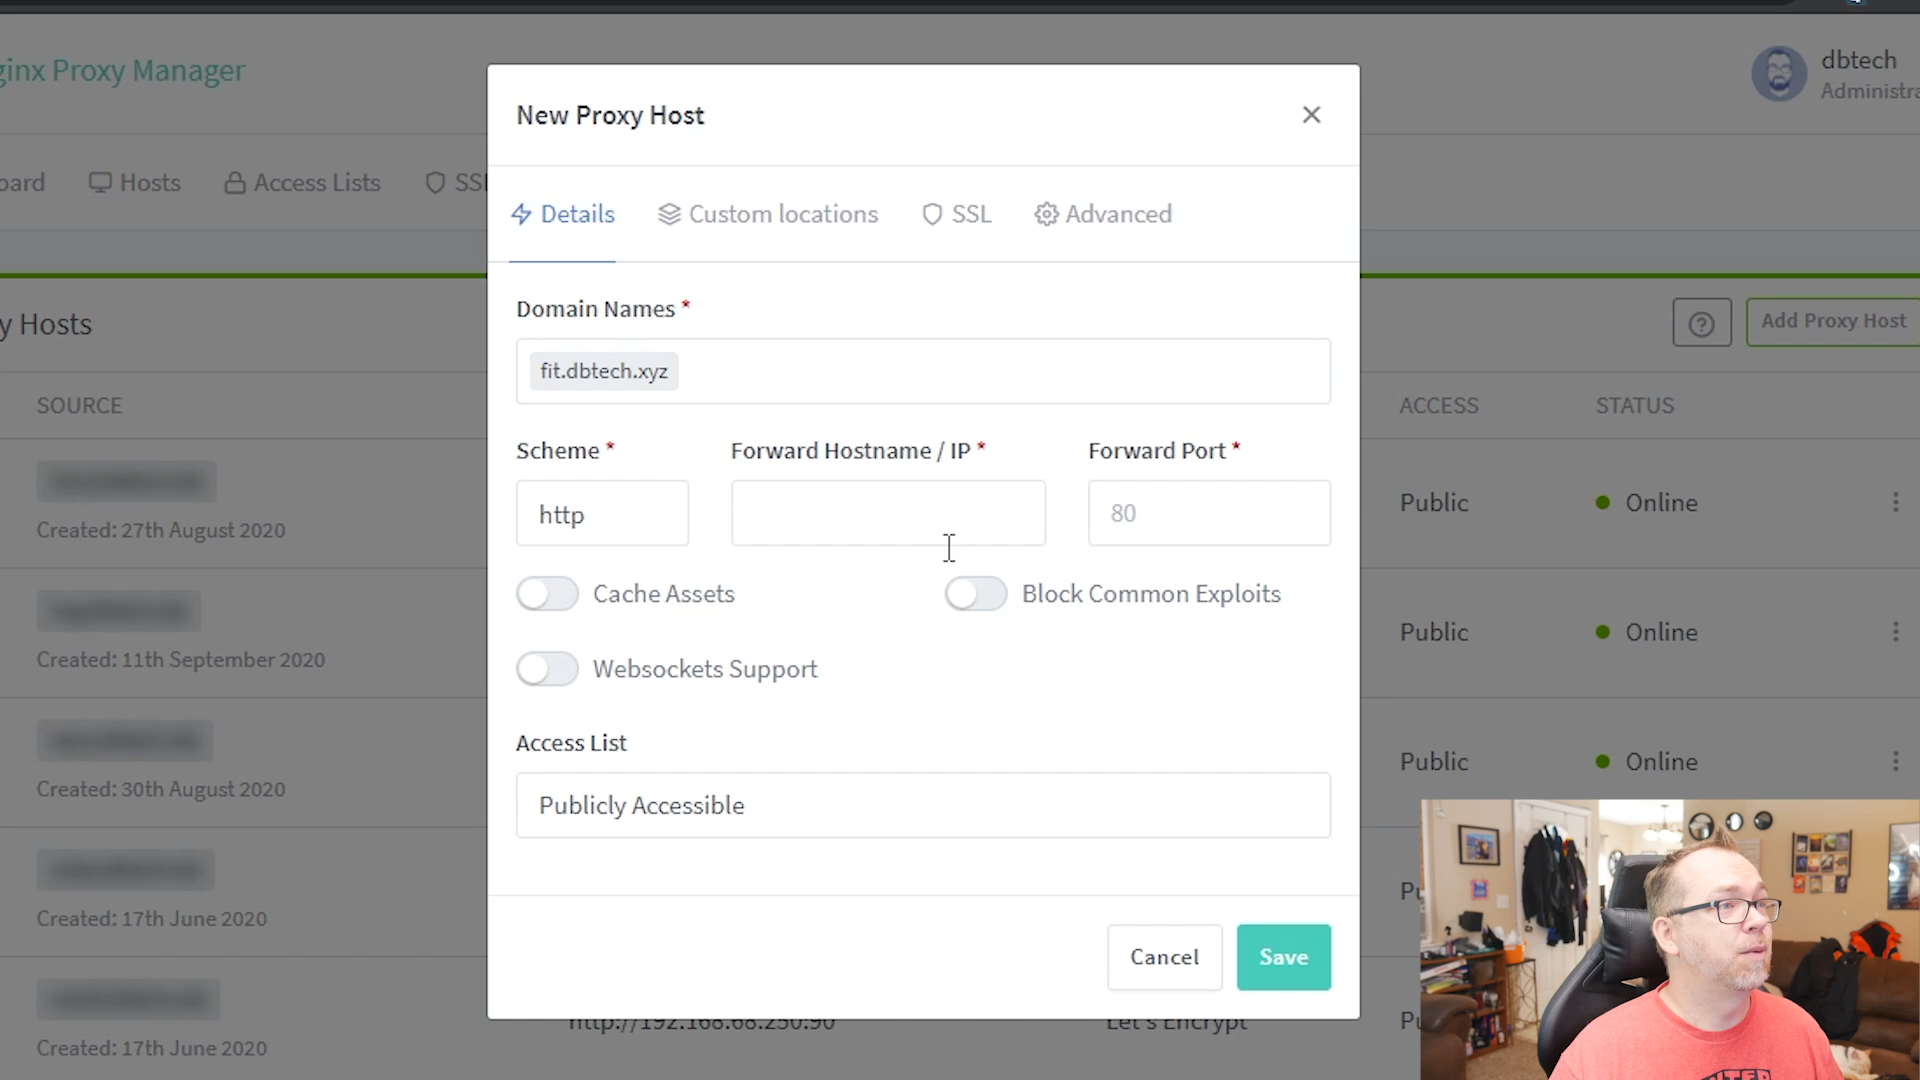 ginx Proxy Manager
dbtech
Administra
oard
Hosts
Access Lists
SSL
y Hosts
Add Proxy Host
SOURCE
ACCESS
STATUS
Created: 27th August 2020
Public
Online
Created: 11th September 2020
Public
Online
Created: 30th August 2020
Public
Online
Created: 17th June 2020
Created: 17th June 2020
http://192.168.68.250:90
Let's Encrypt
New Proxy Host
Details
Custom locations
SSL
Advanced
Domain Names *
fit.dbtech.xyz
Scheme *
Forward Hostname / IP *
Forward Port *
http
80
Cache Assets
Block Common Exploits
Websockets Support
Access List
Publicly Accessible
Cancel
Save